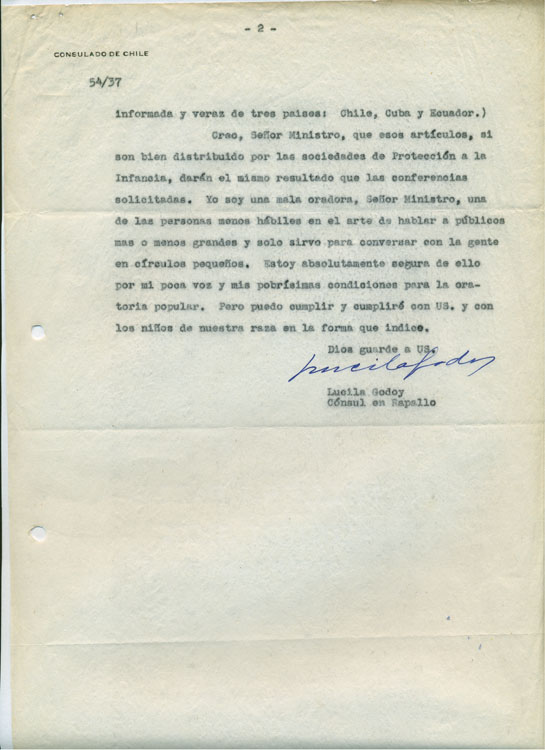 - 2 -
CONSULADO DE CHILE
54/37
informada y veraz de tres paises: Chile, Cuba y Ecuador.)
Creo, Señor Ministro, que esos artículos, si
son bien distribuido por las sociedades de Protección a la
Infancia, darán el mismo resultado que las conferencias
solicitadas. Yo soy una mala oradora, Señor Ministro, una
de las personas menos hábiles en el arte de hablar a públicos
mas o menos grandes y solo sirvo para conversar con la gente
en círculos pequeños. Estoy absolutamente segura de ello
por mi poca voz y mis pobrísimas condiciones para la ora-
toria popular. Pero puedo cumplir y cumpliré con US. y con
los niños de nuestra raza en la forma que indico.
Dios guarde a US.
Lucila Godoy
Lucila Godoy
Cónsul en Rapallo